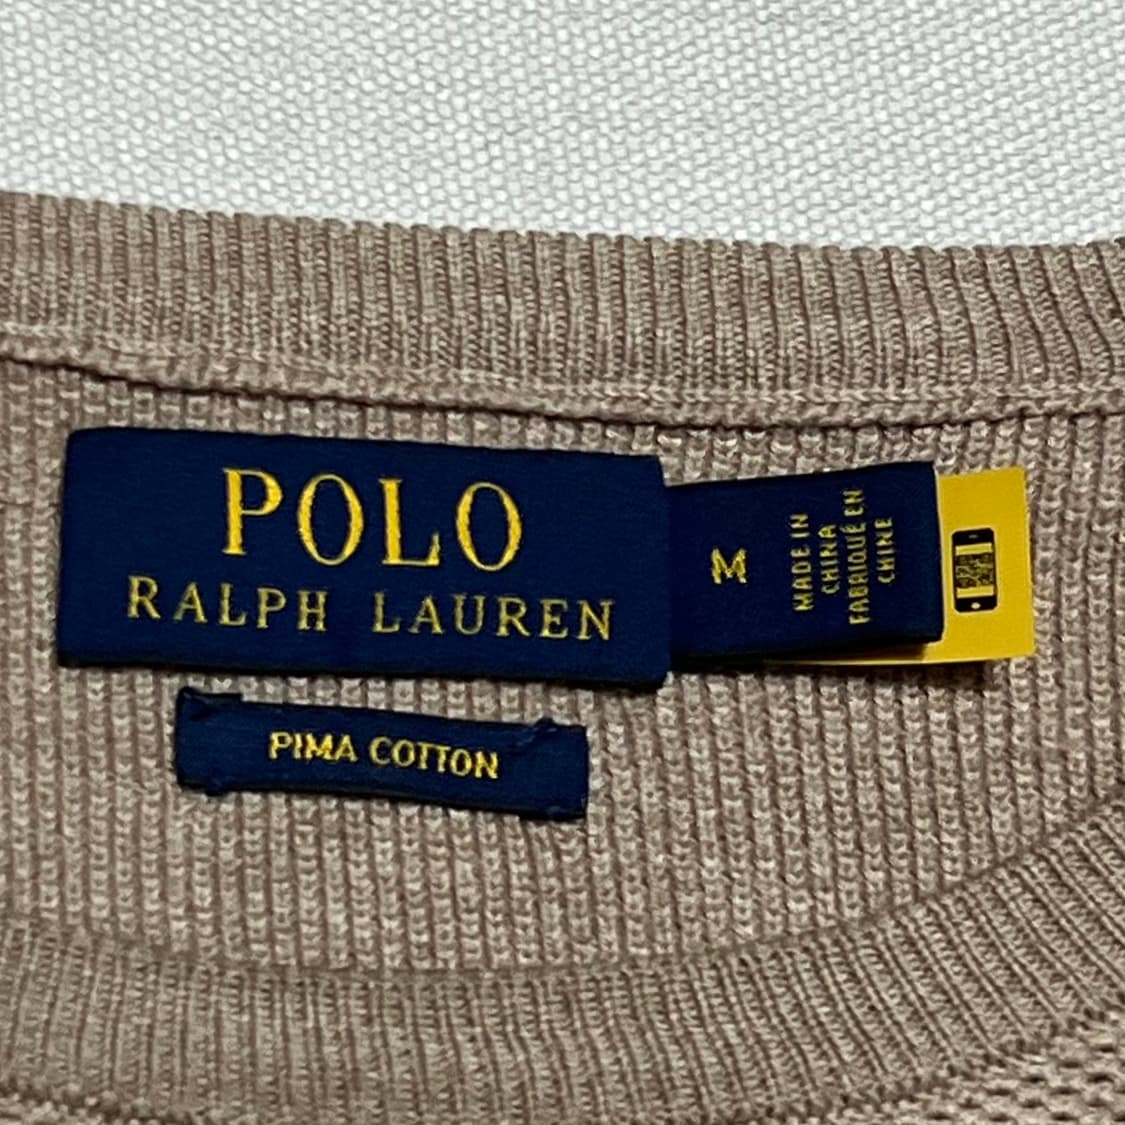 POLO
RALPH LAUREN
M
MADE IN
CHINA
FABRIQUÉ EN
CHINE
PIMA COTTON